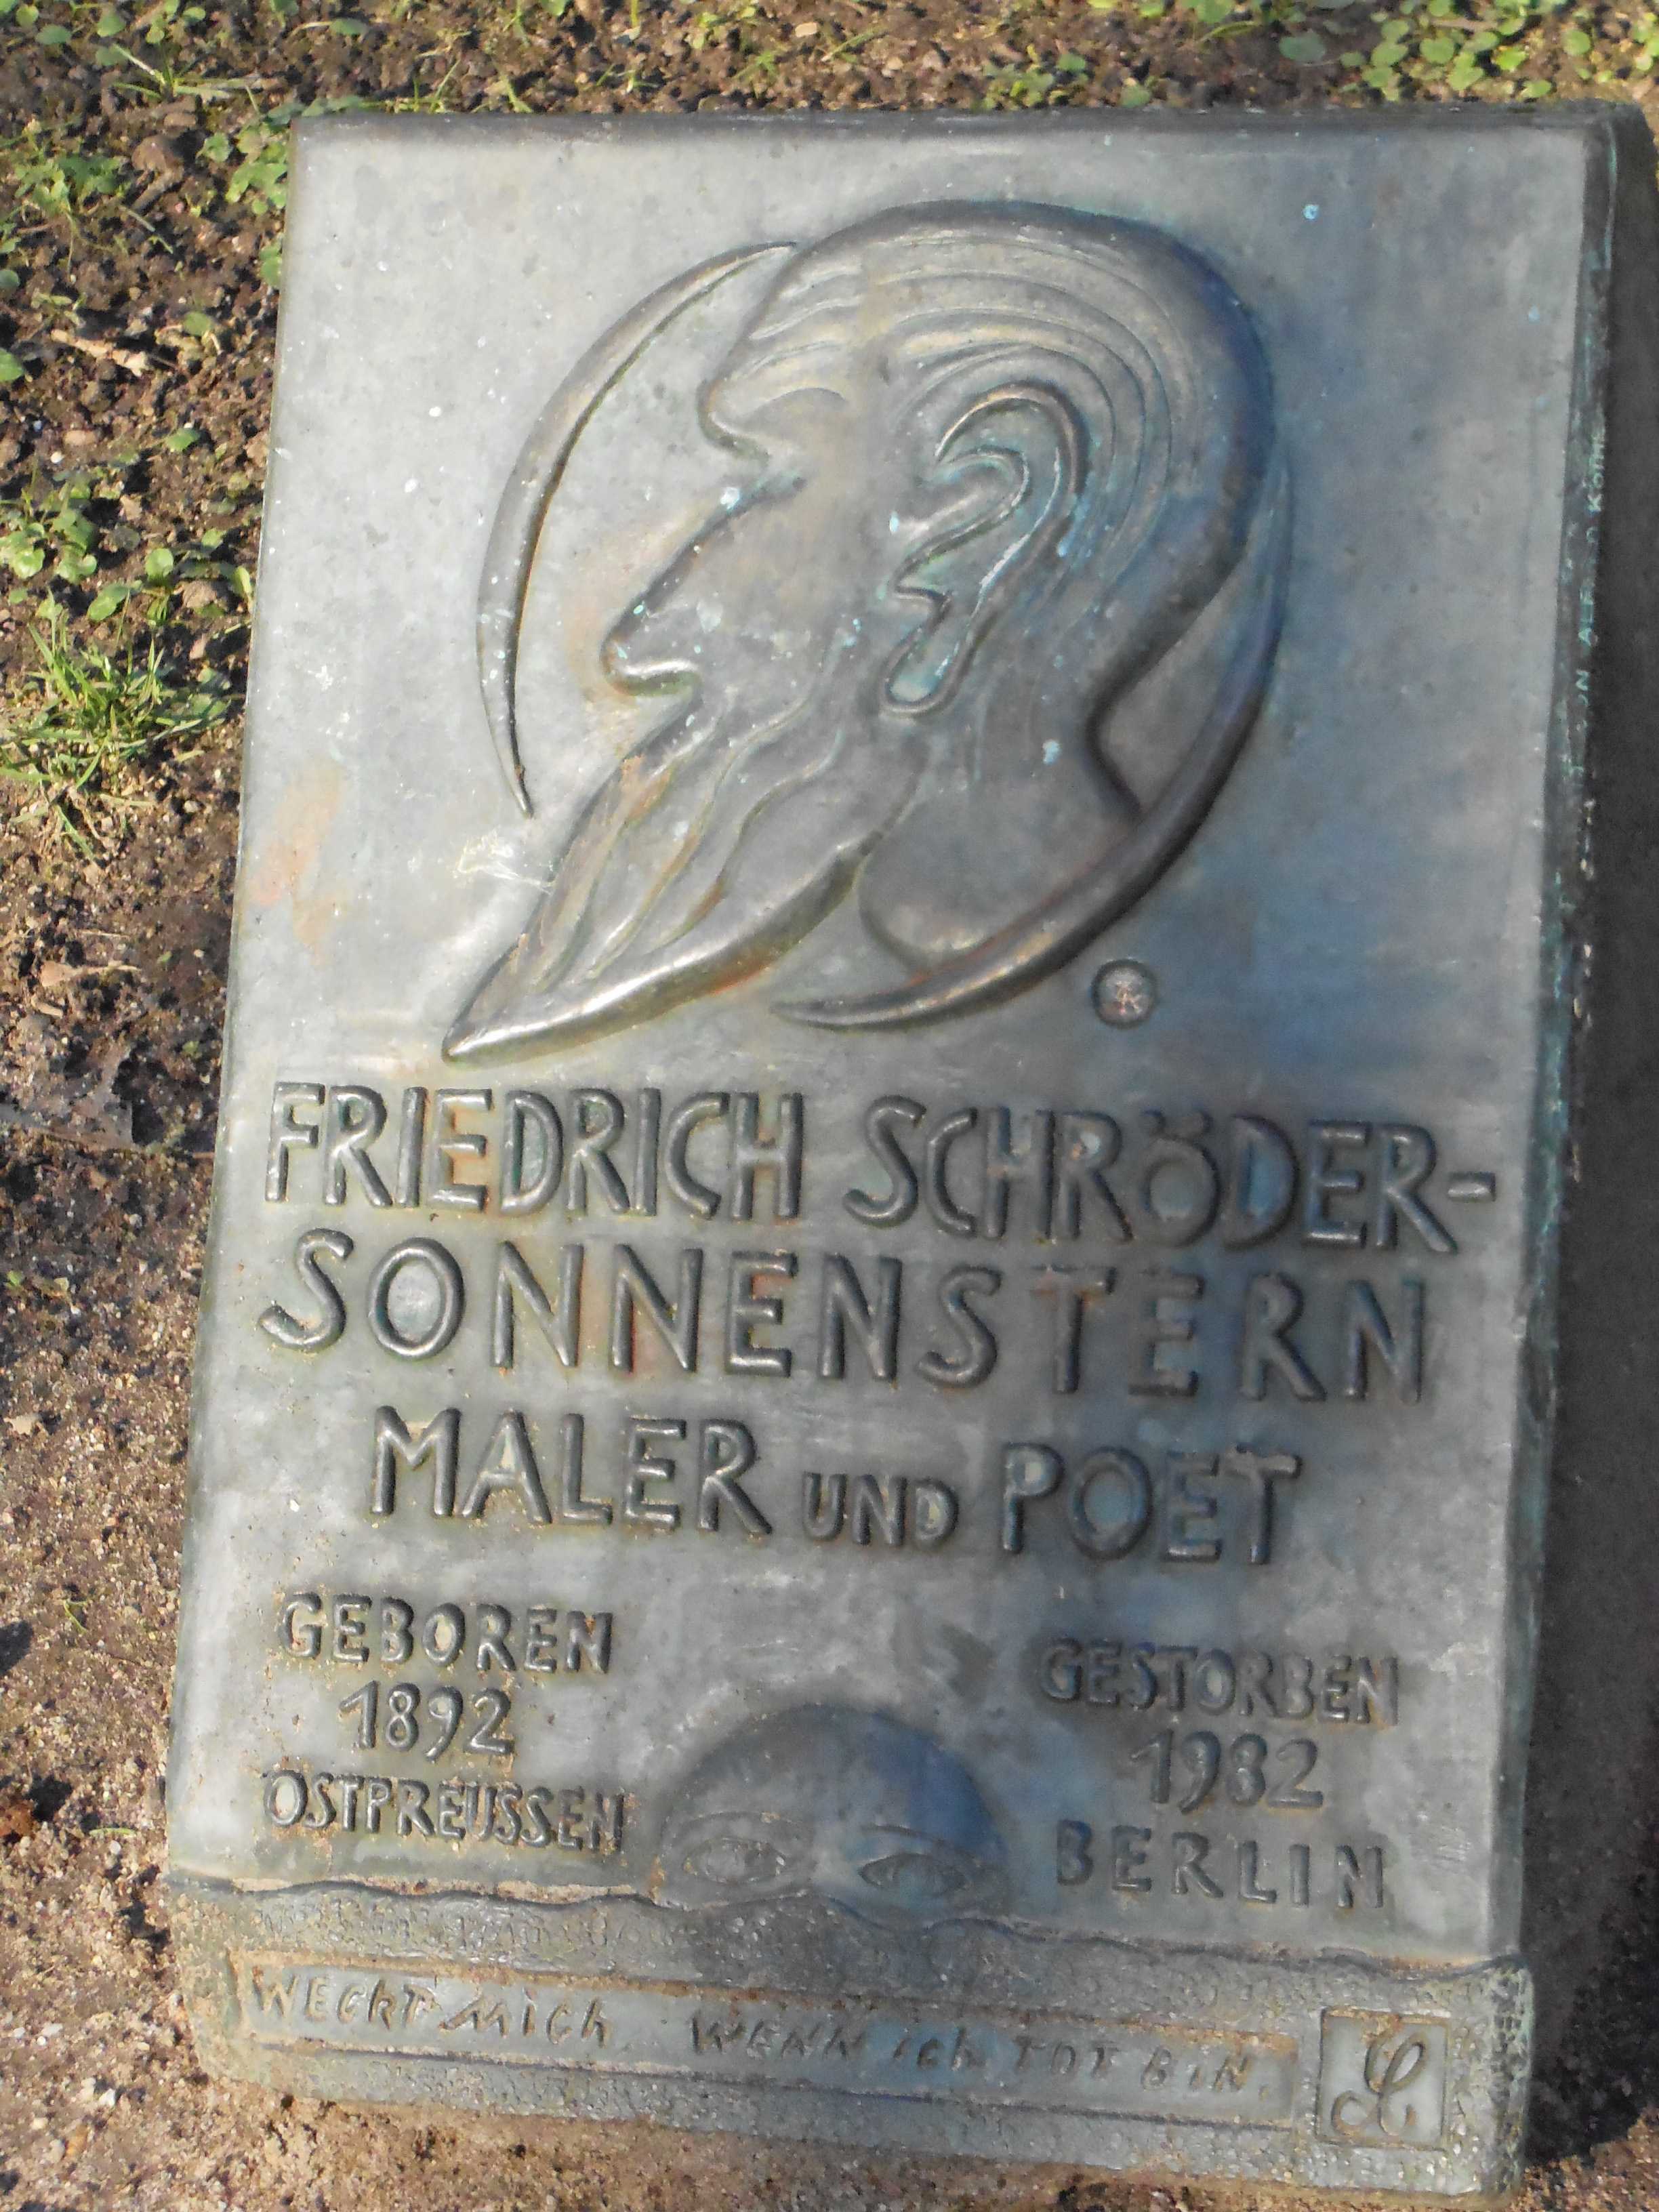 FRIEDRICH SCHRÖDER-
SONNENSTERN
MALER UND POET
GEBOREN
1892
OSTPREUSSEN
GESTORBEN
1982
BERLIN
WECKT MICH, WENN ICH TOT BIN.